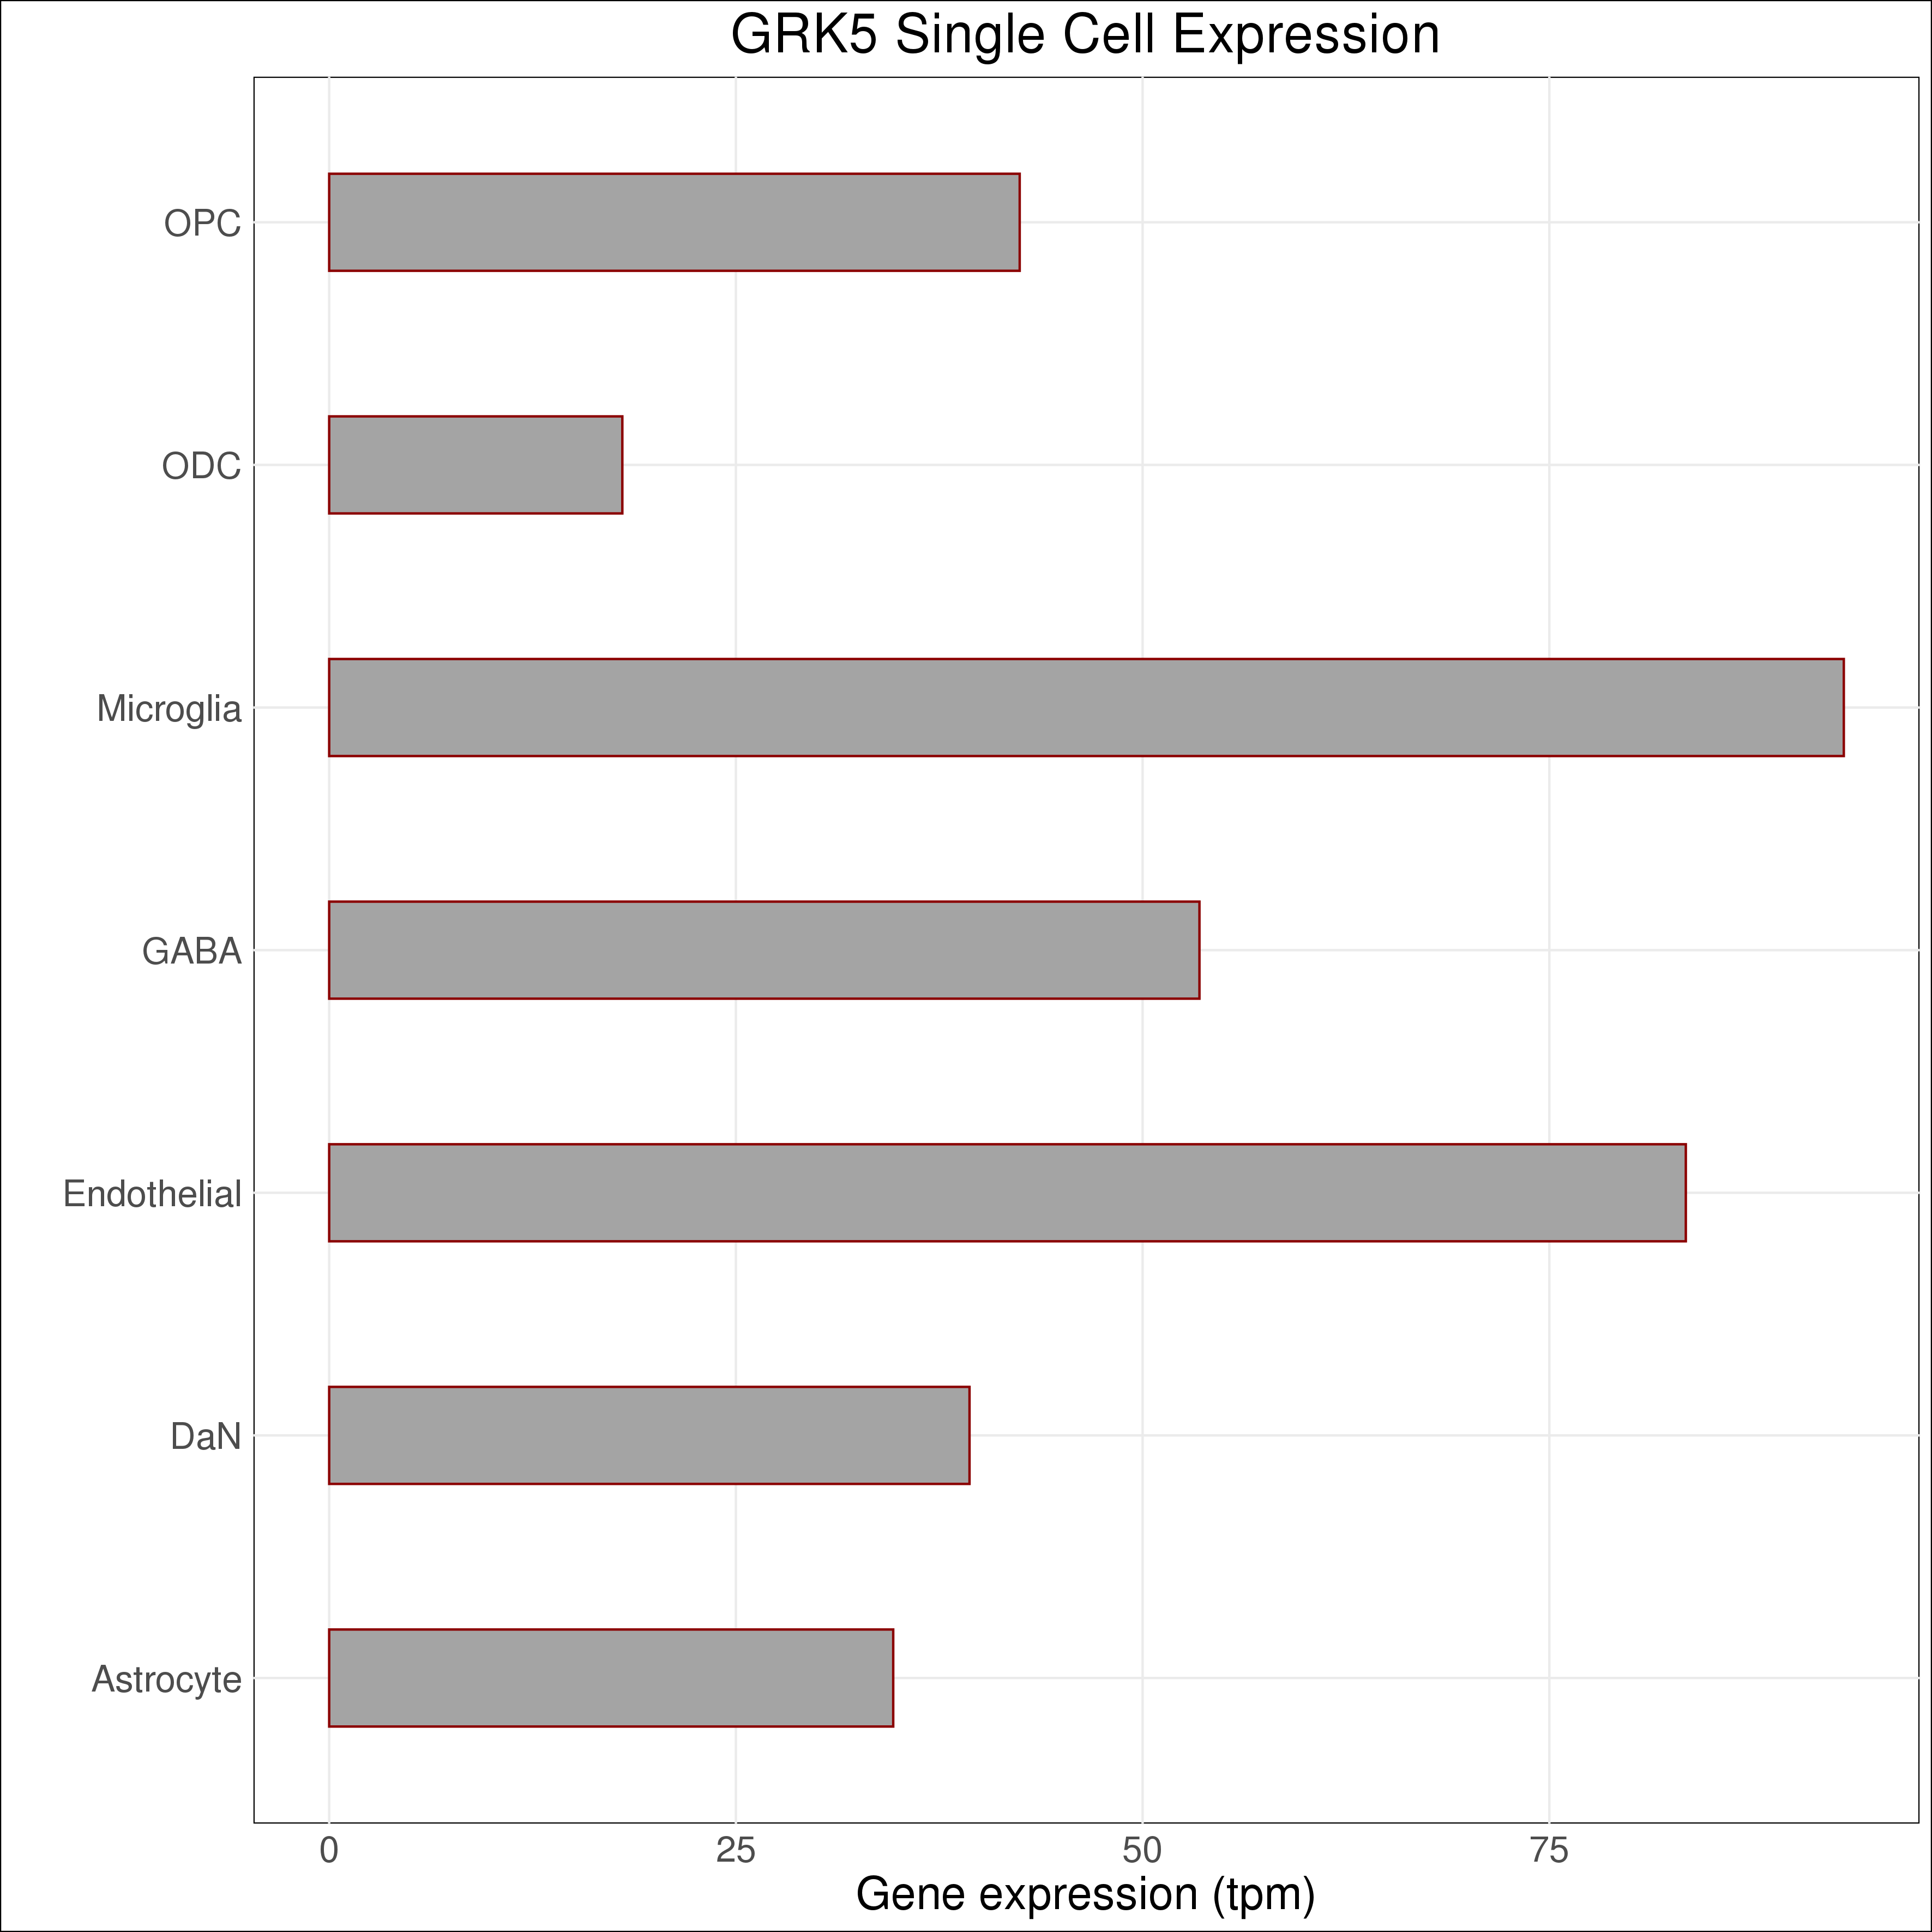 GRK5 Single Cell Expression
OPC
ODC
Microglia
GABA
Endothelial
DaN
Astrocyte
0 25 50 75
Gene expression (tpm)